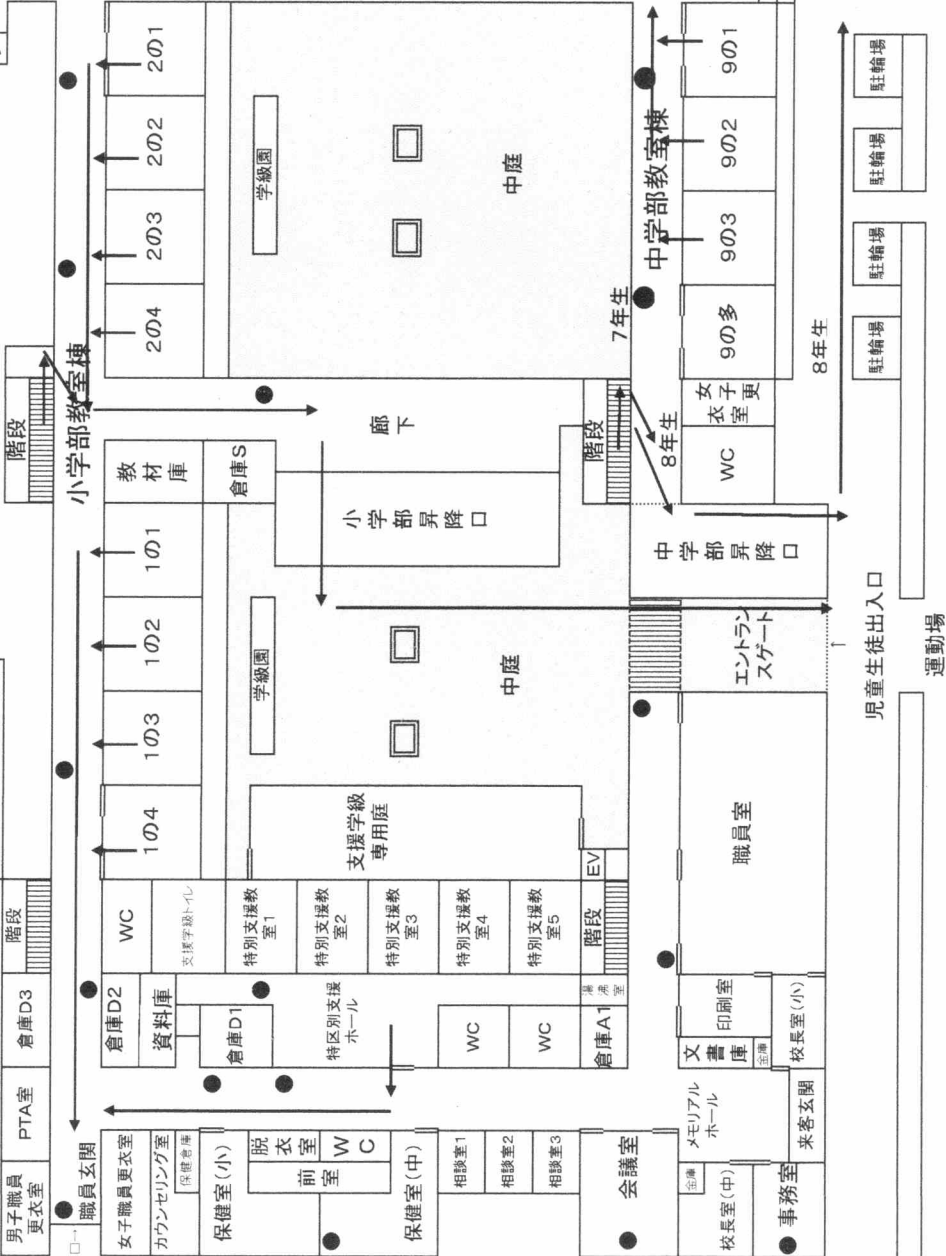 男子職員
更衣室
PTA室
倉庫D3
階段
階段
職員玄関
小学部教室棟
女子職員更衣室
カウンセリング室
保健倉庫
保健室(小)
脱衣室
前室
WC
保健室(中)
相談室1
相談室2
相談室3
会議室
金庫
校長室(中)
事務室
メモリアル
ホール
来客玄関
倉庫D2
資料庫
倉庫D1
特区別支援
ホール
WC
WC
倉庫A1
湯沸室
文書庫
金庫
印刷室
校長室(小)
WC
支援学級トイレ
特別支援教
室1
特別支援教
室2
特別支援教
室3
特別支援教
室4
特別支援教
室5
階段
EV
職員室
1の4
1の3
1の2
1の1
支援学級
専用庭
学級園
中庭
教材庫
倉庫S
小学部昇降口
廊下
エントラン
スゲート
中学部昇降口
児童生徒出入口
運動場
階段
8年生
7年生
WC
女子更衣室
2の4
2の3
2の2
2の1
学級園
中庭
中学部教室棟
9の多
9の3
9の2
9の1
8年生
駐輪場
駐輪場
駐輪場
駐輪場